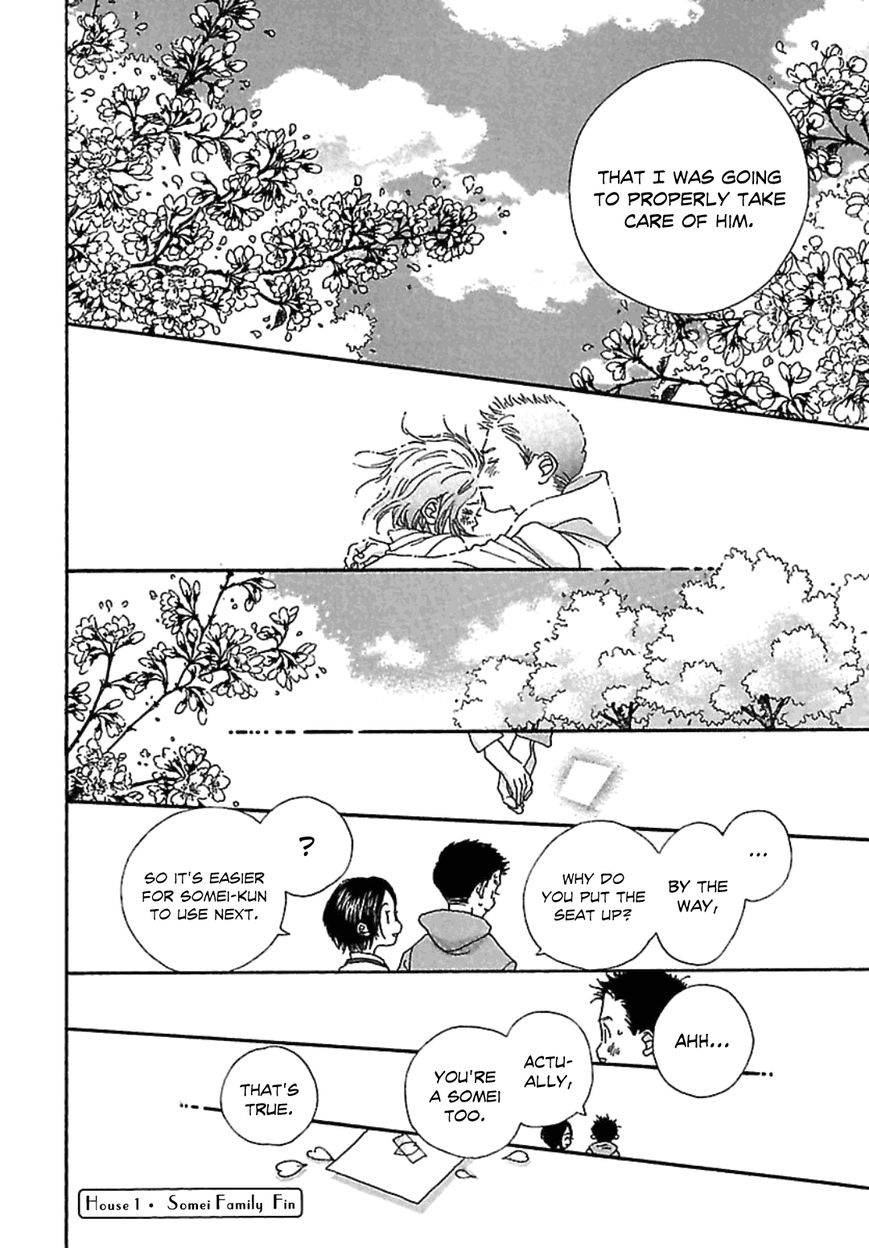 THAT I WAS GOING
TO PROPERLY TAKE
CARE OF HIM.
...
BY THE
WAY,
WHY DO
YOU PUT THE
SEAT UP?
?
SO IT'S EASIER
FOR SOMEI-KUN
TO USE NEXT.
AHH...
ACTU-
ALLY,
YOU'RE
A SOMEI
TOO.
THAT'S
TRUE.
House 1 • Somei Family Fin